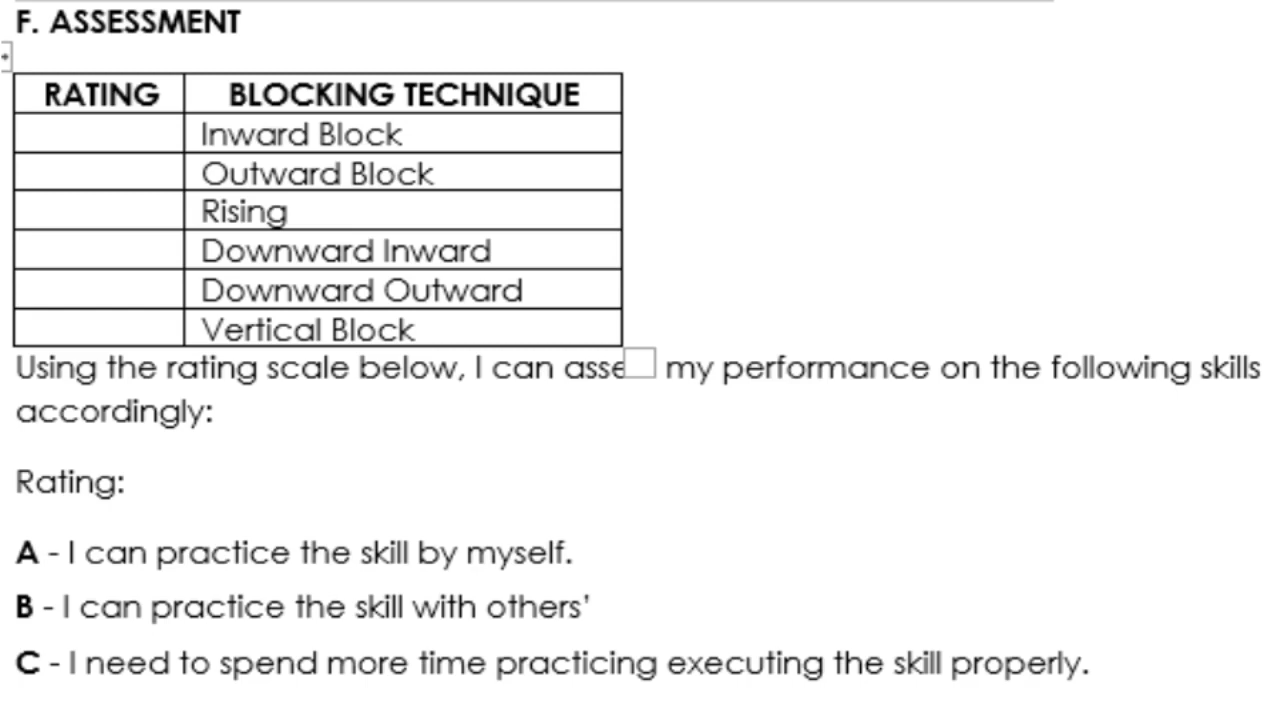 F. ASSESSMENT
RATING BLOCKING TECHNIQUE
Inward Block
Outward Block
Rising
Downward Inward
Downward Outward
Vertical Block
Using the rating scale below, I can asse my performance on the following skills
accordingly:
Rating:
A - I can practice the skill by myself.
B - I can practice the skill with others’
C - I need to spend more time practicing executing the skill properly.